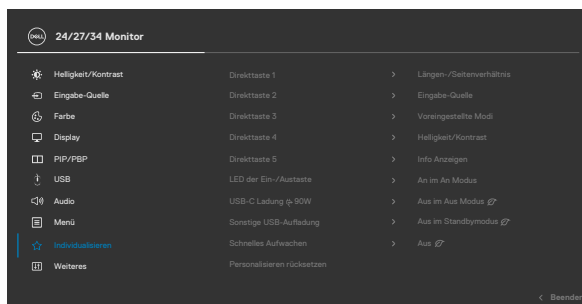 DELL 24/27/34 Monitor
Helligkeit/Kontrast Direkttaste 1 > Längen-/Seitenverhältnis
Eingabe-Quelle Direkttaste 2 > Eingabe-Quelle
Farbe Direkttaste 3 > Voreingestellte Modi
Display Direkttaste 4 > Helligkeit/Kontrast
PIP/PBP Direkttaste 5 > Info Anzeigen
USB LED der Ein-/Austaste > An im An Modus
Audio USB-C Ladung 90W > Aus im Aus Modus
Menü Sonstige USB-Aufladung > Aus im Standbymodus
Individualisieren Schnelles Aufwachen > Aus
Weiteres Personalisieren rücksetzen
< Beenden